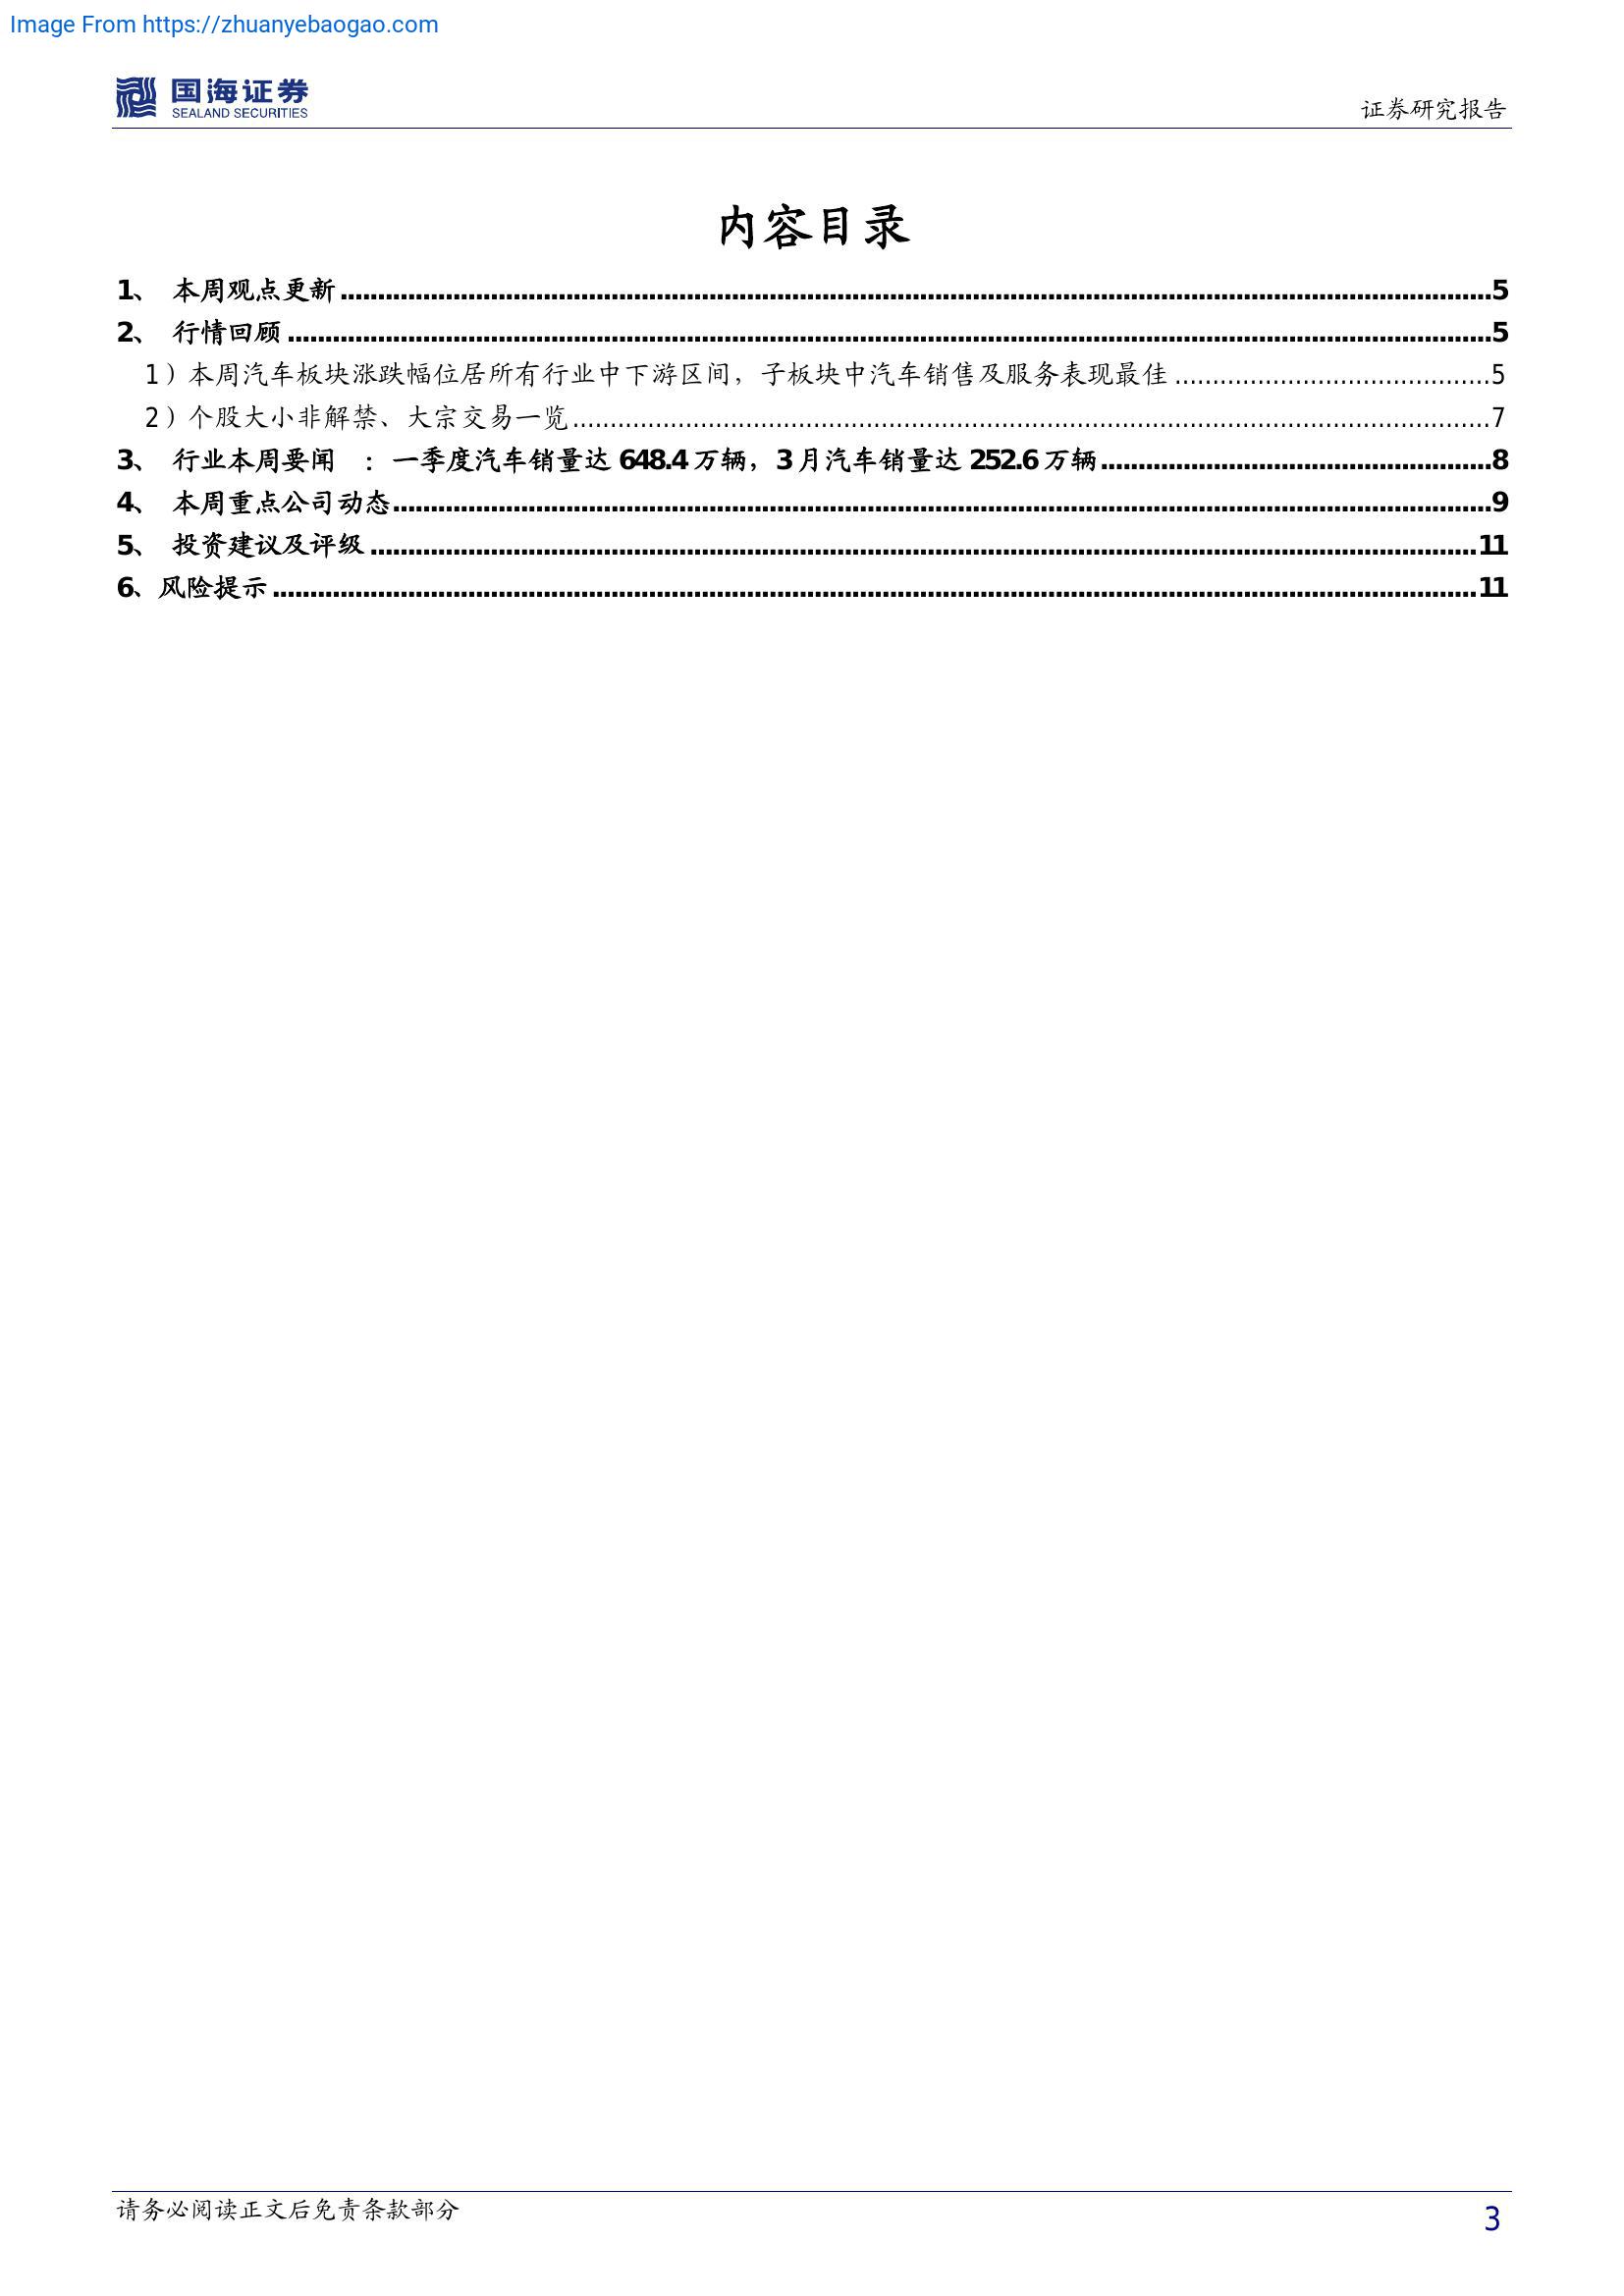 Image From https://zhuanyebaogao.com
国海证券
SEALAND SECURITIES
证券研究报告
内容目录
1、 本周观点更新........................................5
2、 行情回顾........................................5
1）本周汽车板块涨跌幅位居所有行业中下游区间，子板块中汽车销售及服务表现最佳........................................5
2）个股大小非解禁、大宗交易一览........................................7
3、 行业本周要闻 ：一季度汽车销量达 648.4 万辆，3 月汽车销量达 252.6 万辆........................................8
4、 本周重点公司动态........................................9
5、 投资建议及评级........................................11
6、风险提示........................................11
请务必阅读正文后免责条款部分
3